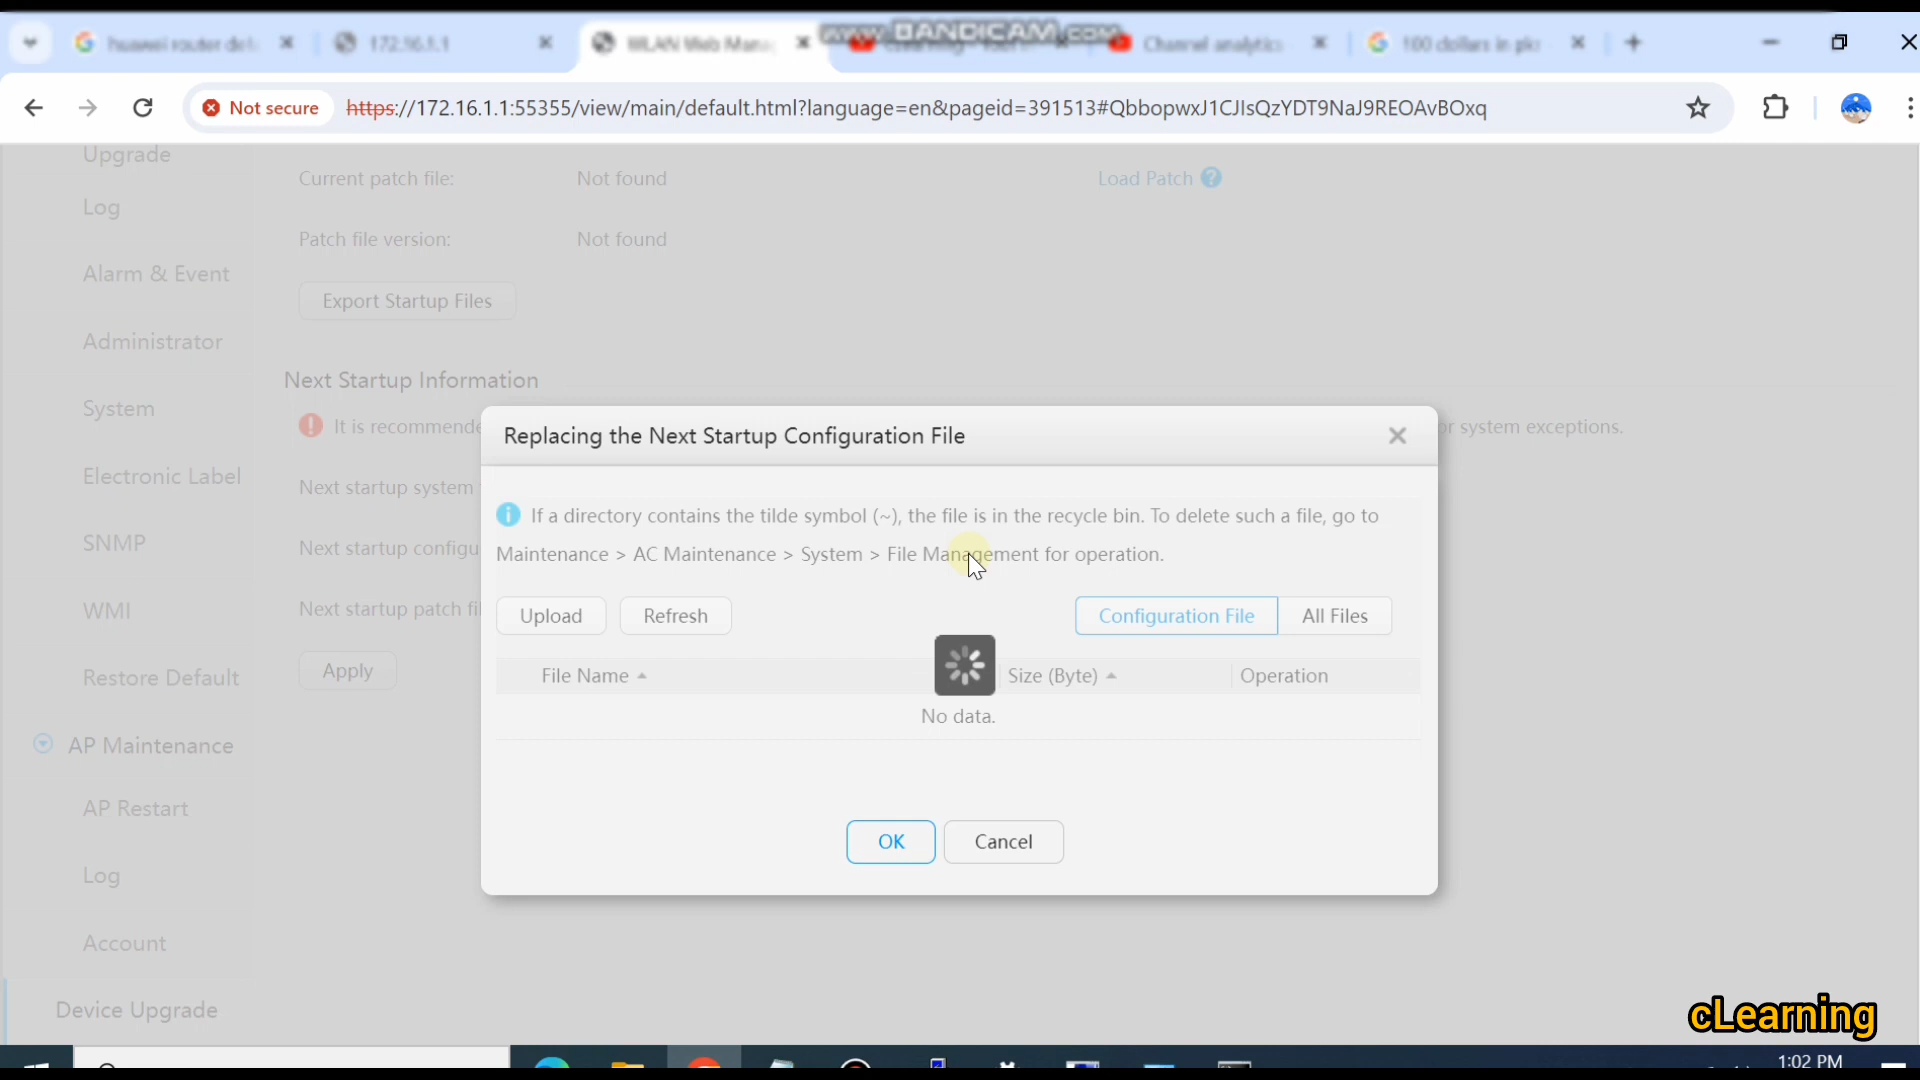 www.BANDICAM.com
huawei router def
172.16.1.1
WLAN Web Mana
Channel analytics
100 dollars in pkr
Not secure
https://172.16.1.1:55355/view/main/default.html?language=en&pageid=391513#QbbopwxJ1CJIsQzYDT9NaJ9REOAvBOxq
Upgrade
Current patch file:
Not found
Load Patch
Log
Patch file version:
Not found
Alarm & Event
Export Startup Files
Administrator
Next Startup Information
System
It is recommende
or system exceptions.
Replacing the Next Startup Configuration File
Electronic Label
Next startup system
If a directory contains the tilde symbol (~), the file is in the recycle bin. To delete such a file, go to
Maintenance > AC Maintenance > System > File Management for operation.
SNMP
Next startup configu
WMI
Next startup patch fil
Upload
Refresh
Configuration File
All Files
Restore Default
Apply
File Name
Size (Byte)
Operation
No data.
AP Maintenance
AP Restart
OK
Cancel
Log
Account
Device Upgrade
cLearning
1:02 PM